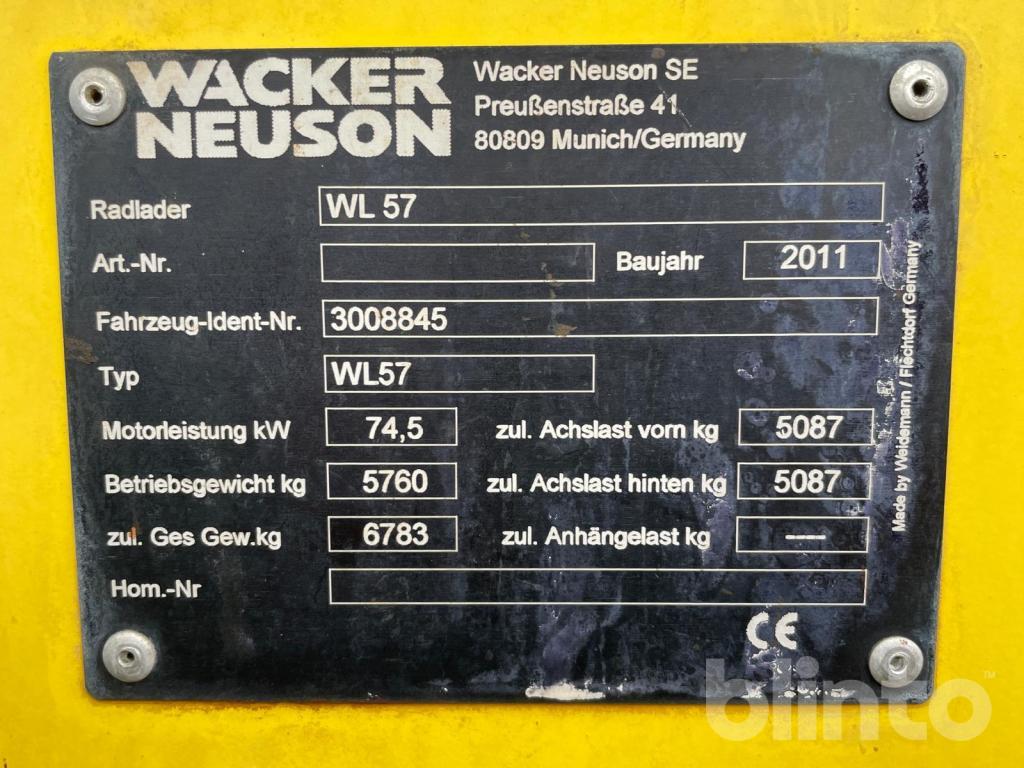 WACKER
NEUSON
Wacker Neuson SE
Preußenstraße 41
80809 Munich/Germany
Radlader WL 57
Art.-Nr. Baujahr 2011
Fahrzeug-Ident-Nr. 3008845
Typ WL57
Motorleistung kW 74,5 zul. Achslast vorn kg 5087
Betriebsgewicht kg 5760 zul. Achslast hinten kg 5087
zul. Ges Gew.kg 6783 zul. Anhängelast kg ----
Hom.-Nr
CE
Made by Weidemann / Flechtdorf Germany
blinto™